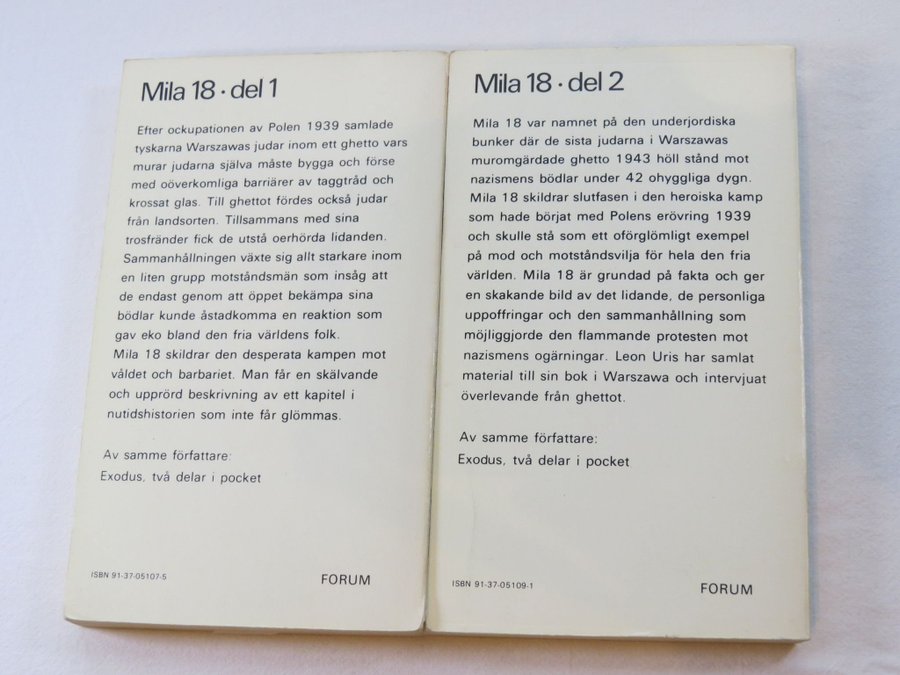 Mila 18 · del 1
Efter ockupationen av Polen 1939 samlade
tyskarna Warszawas judar inom ett ghetto vars
murar judarna själva måste bygga och förse
med oöverkomliga barriärer av taggtråd och
krossat glas. Till ghettot fördes också judar
från landsorten. Tillsammans med sina
trosfränder fick de utstå oerhörda lidanden.
Sammanhållningen växte sig allt starkare inom
en liten grupp motståndsmän som insåg att
de endast genom att öppet bekämpa sina
bödlar kunde åstadkomma en reaktion som
gav eko bland den fria världens folk.
Mila 18 skildrar den desperata kampen mot
våldet och barbariet. Man får en skälvande
och upprörd beskrivning av ett kapitel i
nutidshistorien som inte får glömmas.
Av samme författare:
Exodus, två delar i pocket
ISBN 91-37-05107-5
FORUM
Mila 18 · del 2
Mila 18 var namnet på den underjordiska
bunker där de sista judarna i Warszawas
muromgärdade ghetto 1943 höll stånd mot
nazismens bödlar under 42 ohyggliga dygn.
Mila 18 skildrar slutfasen i den heroiska kamp
som hade börjat med Polens erövring 1939
och skulle stå som ett oförglömligt exempel
på mod och motståndsvilja för hela den fria
världen. Mila 18 är grundad på fakta och ger
en skakande bild av det lidande, de personliga
uppoffringar och den sammanhållning som
möjliggjorde den flammande protesten mot
nazismens ogärningar. Leon Uris har samlat
material till sin bok i Warszawa och intervjuat
överlevande från ghettot.
Av samme författare:
Exodus, två delar i pocket
ISBN 91-37-05109-1
FORUM